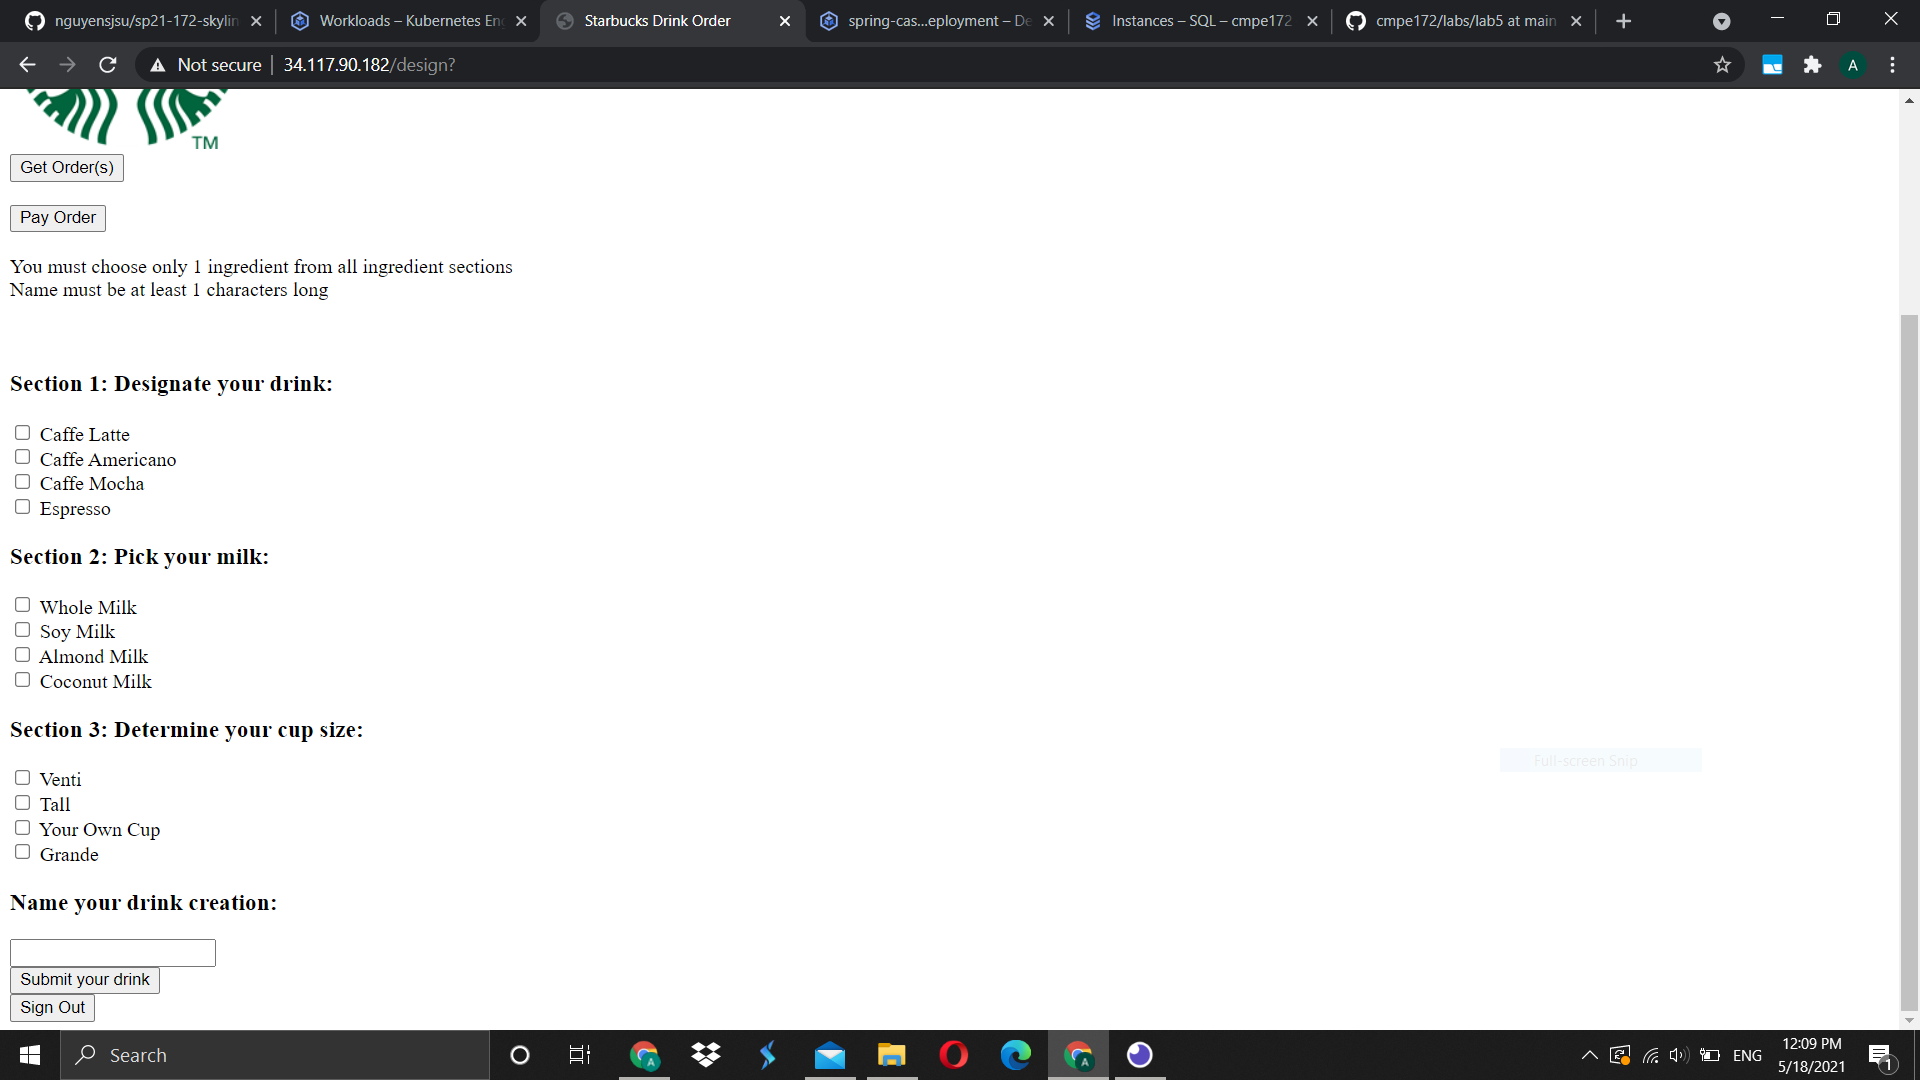 nguyensjsu/sp21-172-skylin
Workloads – Kubernetes En
Starbucks Drink Order
spring-cas...eployment – De
Instances – SQL – cmpe172
cmpe172/labs/lab5 at main
Not secure
34.117.90.182/design?
A
TM
Get Order(s)
Pay Order
You must choose only 1 ingredient from all ingredient sections
Name must be at least 1 characters long
Section 1: Designate your drink:
Caffe Latte
Caffe Americano
Caffe Mocha
Espresso
Section 2: Pick your milk:
Whole Milk
Soy Milk
Almond Milk
Coconut Milk
Section 3: Determine your cup size:
Full-screen Snip
Venti
Tall
Your Own Cup
Grande
Name your drink creation:
Submit your drink
Sign Out
Search
A
A
ENG
12:09 PM
5/18/2021
1